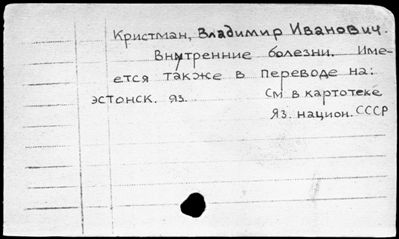 Кристман, Владимир Иванович.
Внутренние болезни. Име-
ется также в переводе на:
эстонск. яз. См в картотеке
Яз. национ. СССР